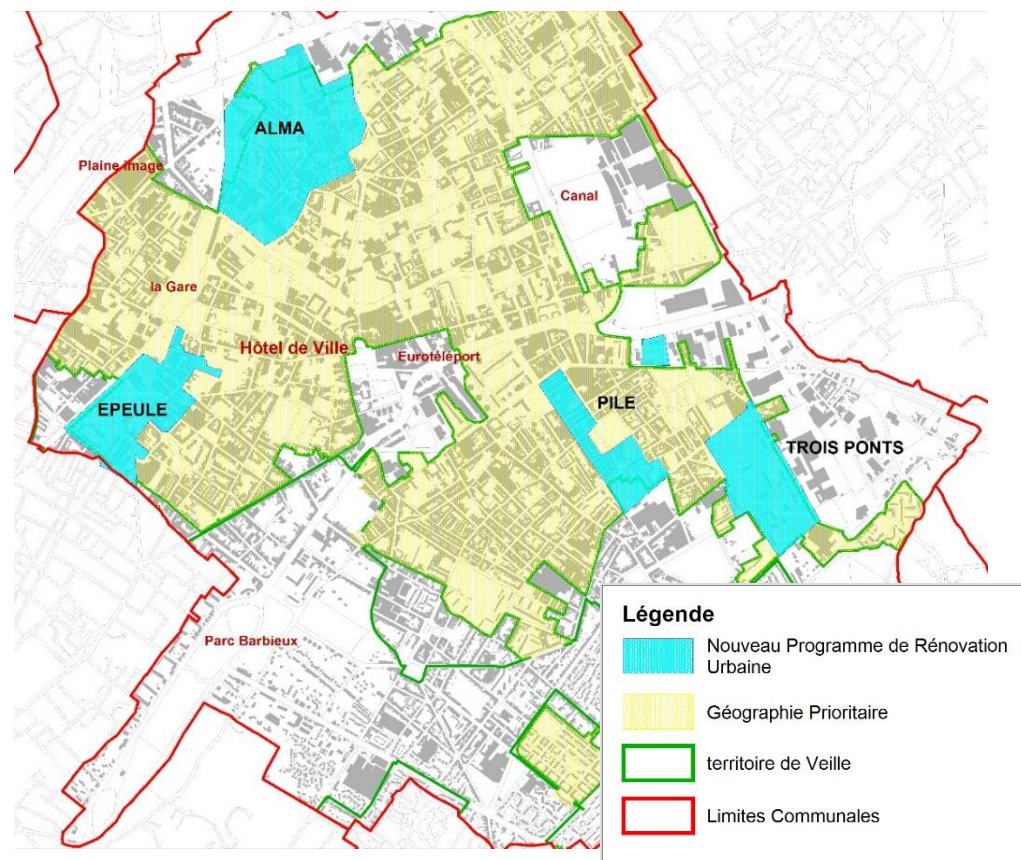 ALMA
Plaine Image
Canal
la Gare
Hôtel de Ville
Eurotéléport
EPEULE
PILE
TROIS PONTS
Parc Barbieux
Légende
Nouveau Programme de Rénovation
Urbaine
Géographie Prioritaire
territoire de Veille
Limites Communales